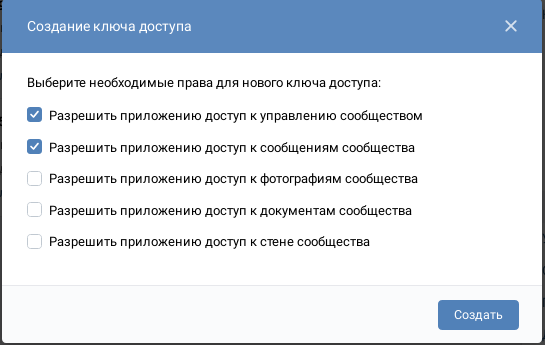 Создание ключа доступа
Выберите необходимые права для нового ключа доступа:
Разрешить приложению доступ к управлению сообществом
Разрешить приложению доступ к сообщениям сообщества
Разрешить приложению доступ к фотографиям сообщества
Разрешить приложению доступ к документам сообщества
Разрешить приложению доступ к стене сообщества
Создать